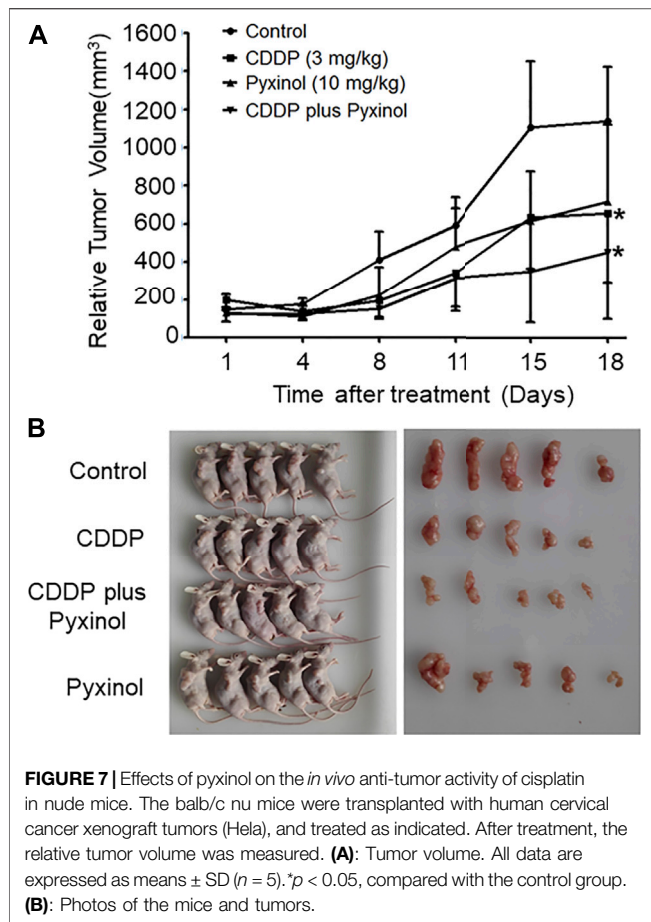 A
Relative Tumor Volume(mm³)
1600
1400
1200
1000
800
600
400
200
0
Control
CDDP (3 mg/kg)
Pyxinol (10 mg/kg)
CDDP plus Pyxinol
*
*
1 4 8 11 15 18
Time after treatment (Days)
B
Control
CDDP
CDDP plus
Pyxinol
Pyxinol
FIGURE 7 | Effects of pyxinol on the in vivo anti-tumor activity of cisplatin
in nude mice. The balb/c nu mice were transplanted with human cervical
cancer xenograft tumors (Hela), and treated as indicated. After treatment, the
relative tumor volume was measured. (A): Tumor volume. All data are
expressed as means ± SD (n = 5).*p < 0.05, compared with the control group.
(B): Photos of the mice and tumors.